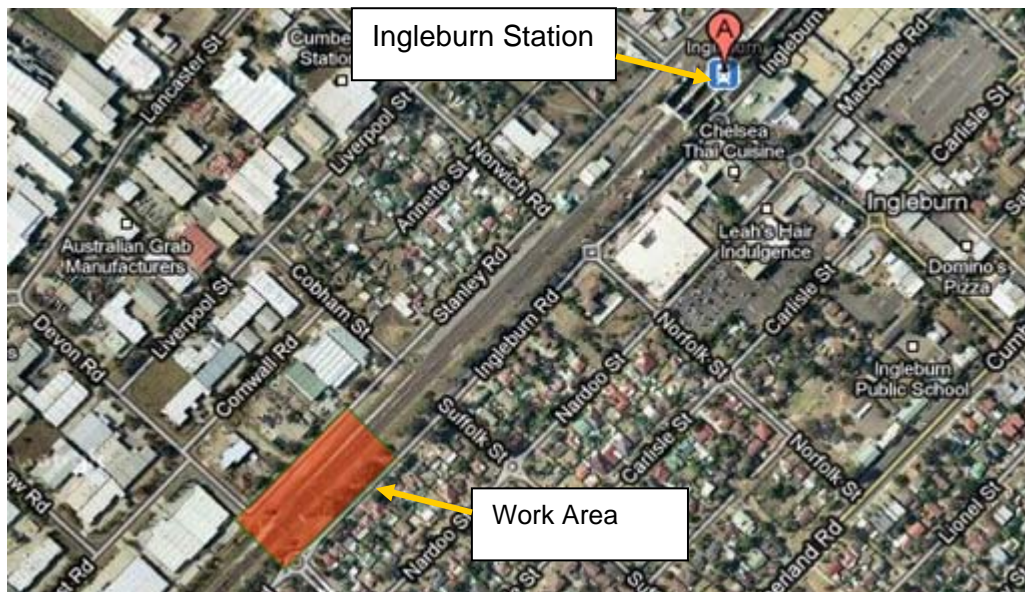 Ingleburn Station
A
Ingleburn
Ingleburn
Macquarie Rd
Carlisle St
Lancaster St
Station
Liverpool St
Norwich Rd
Annette St
Chelsea
Thai Cuisine
Ingleburn
Leah's Hair
Indulgence
Domino's
Pizza
Australian Grab
Manufacturers
Liverpool St
Cobham St
Stanley Rd
Ingleburn Rd
Norfolk St
Carlisle St
Ingleburn
Public School
Devon Rd
Cornwall Rd
Suffolk St
Nardoo St
Carlisle St
Norfolk St
Lionel St
Work Area
Nardoo St
erland Rd